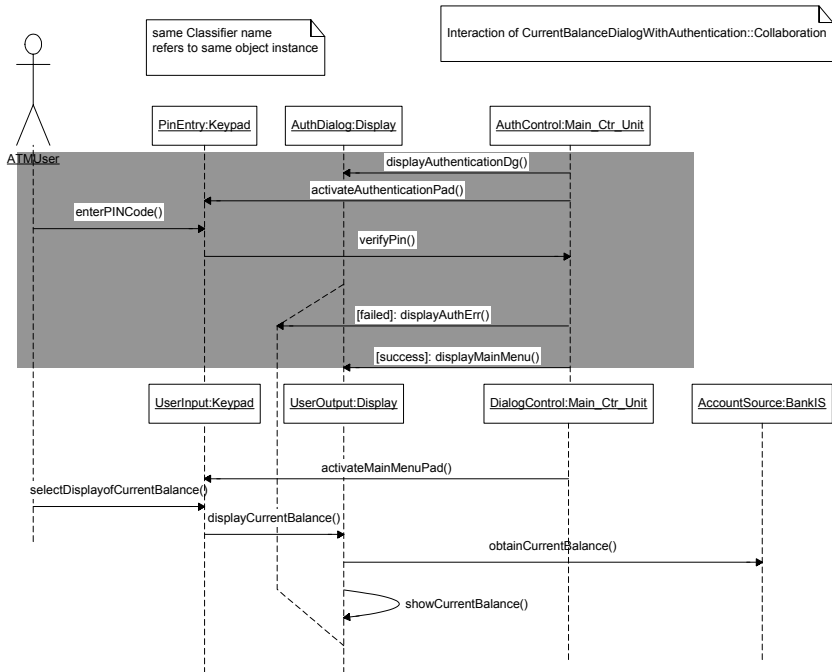 same Classifier name
refers to same object instance
Interaction of CurrentBalanceDialogWithAuthentication::Collaboration
PinEntry:Keypad
AuthDialog:Display
AuthControl:Main_Ctr_Unit
ATMUser
displayAuthenticationDg()
activateAuthenticationPad()
enterPINCode()
verifyPin()
[failed]: displayAuthErr()
[success]: displayMainMenu()
UserInput:Keypad
UserOutput:Display
DialogControl:Main_Ctr_Unit
AccountSource:BankIS
activateMainMenuPad()
selectDisplayofCurrentBalance()
displayCurrentBalance()
obtainCurrentBalance()
showCurrentBalance()